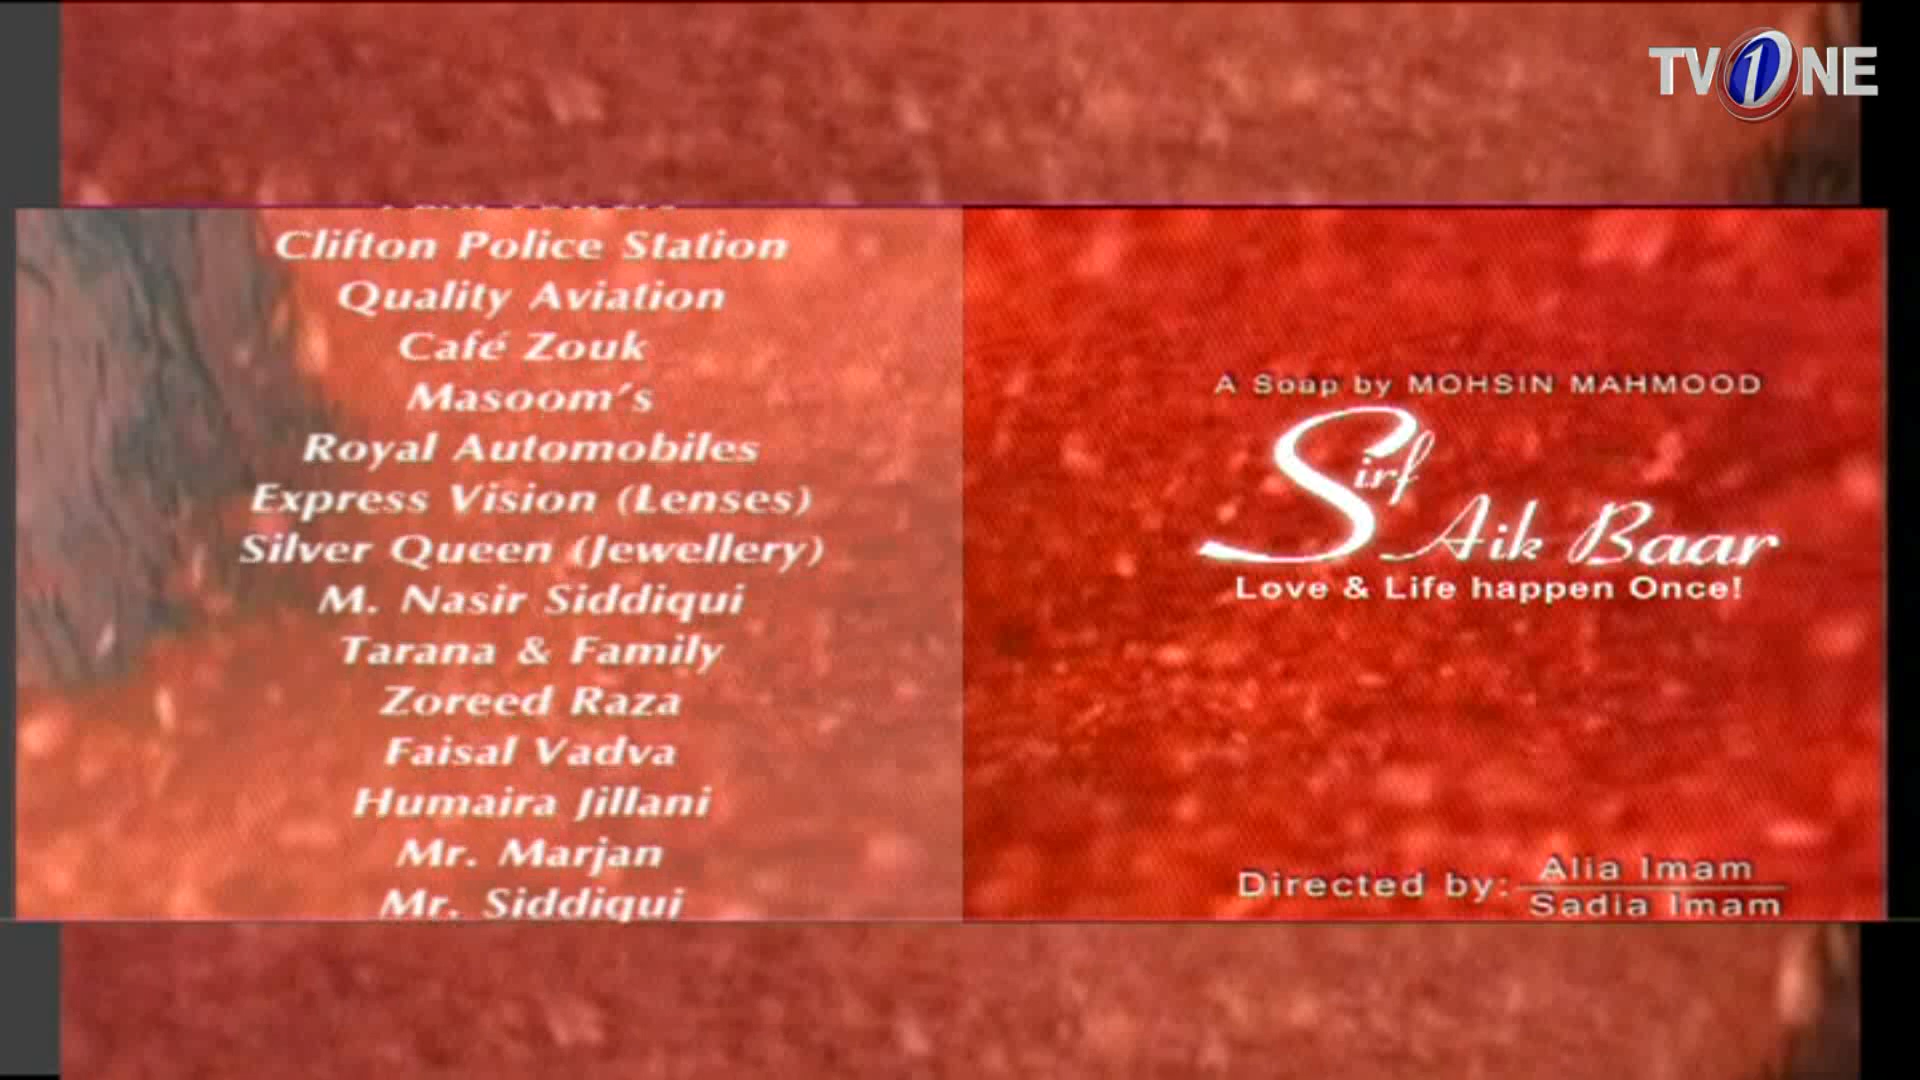 TV1ONE
Clifton Police Station
Quality Aviation
Café Zouk
Masoom's
Royal Automobiles
Express Vision (Lenses)
Silver Queen (Jewellery)
M. Nasir Siddiqui
Tarana & Family
Zoreed Raza
Faisal Vadva
Humaira Jillani
Mr. Marjan
Mr. Siddiqui
A Soap by MOHSIN MAHMOOD
Sirf Aik Baar
Love & Life happen Once!
Directed by: Alia Imam
Sadia Imam